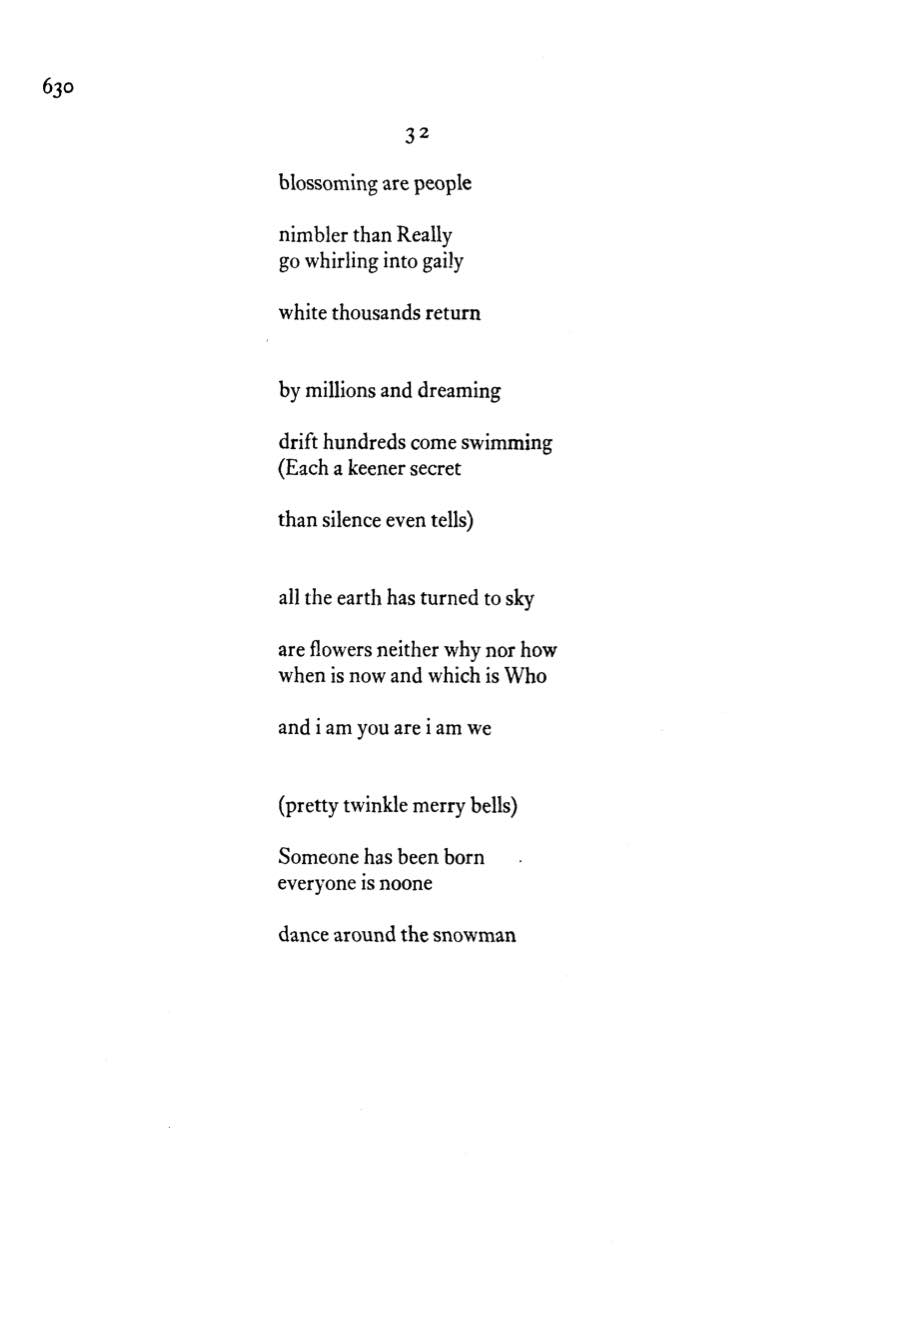 630
32
blossoming are people
nimbler than Really
go whirling into gaily
white thousands return
by millions and dreaming
drift hundreds come swimming
(Each a keener secret
than silence even tells)
all the earth has turned to sky
are flowers neither why nor how
when is now and which is Who
and i am you are i am we
(pretty twinkle merry bells)
Someone has been born
everyone is noone
dance around the snowman